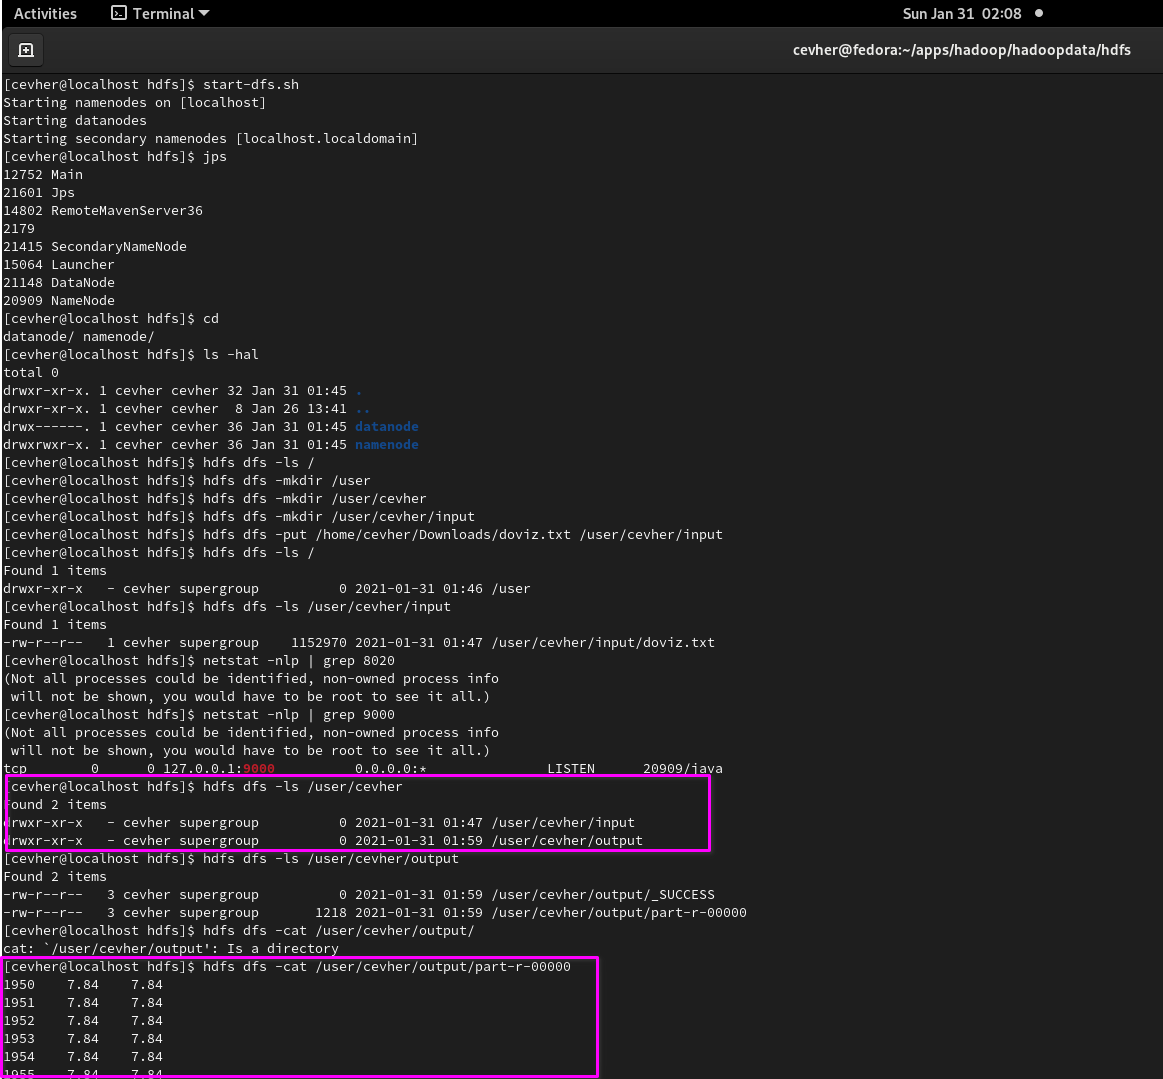 Activities Terminal Sun Jan 31 02:08
cevher@fedora:~/apps/hadoop/hadoopdata/hdfs
[cevher@localhost hdfs]$ start-dfs.sh
Starting namenodes on [localhost]
Starting datanodes
Starting secondary namenodes [localhost.localdomain]
[cevher@localhost hdfs]$ jps
12752 Main
21601 Jps
14802 RemoteMavenServer36
2179
21415 SecondaryNameNode
15064 Launcher
21148 DataNode
20909 NameNode
[cevher@localhost hdfs]$ cd
datanode/ namenode/
[cevher@localhost hdfs]$ ls -hal
total 0
drwxr-xr-x. 1 cevher cevher 32 Jan 31 01:45 .
drwxr-xr-x. 1 cevher cevher  8 Jan 26 13:41 ..
drwx------. 1 cevher cevher 36 Jan 31 01:45 datanode
drwxrwxr-x. 1 cevher cevher 36 Jan 31 01:45 namenode
[cevher@localhost hdfs]$ hdfs dfs -ls /
[cevher@localhost hdfs]$ hdfs dfs -mkdir /user
[cevher@localhost hdfs]$ hdfs dfs -mkdir /user/cevher
[cevher@localhost hdfs]$ hdfs dfs -mkdir /user/cevher/input
[cevher@localhost hdfs]$ hdfs dfs -put /home/cevher/Downloads/doviz.txt /user/cevher/input
[cevher@localhost hdfs]$ hdfs dfs -ls /
Found 1 items
drwxr-xr-x   - cevher supergroup          0 2021-01-31 01:46 /user
[cevher@localhost hdfs]$ hdfs dfs -ls /user/cevher/input
Found 1 items
-rw-r--r--   1 cevher supergroup    1152970 2021-01-31 01:47 /user/cevher/input/doviz.txt
[cevher@localhost hdfs]$ netstat -nlp | grep 8020
(Not all processes could be identified, non-owned process info
 will not be shown, you would have to be root to see it all.)
[cevher@localhost hdfs]$ netstat -nlp | grep 9000
(Not all processes could be identified, non-owned process info
 will not be shown, you would have to be root to see it all.)
tcp        0      0 127.0.0.1:9000          0.0.0.0:*               LISTEN      20909/java
[cevher@localhost hdfs]$ hdfs dfs -ls /user/cevher
Found 2 items
drwxr-xr-x   - cevher supergroup          0 2021-01-31 01:47 /user/cevher/input
drwxr-xr-x   - cevher supergroup          0 2021-01-31 01:59 /user/cevher/output
[cevher@localhost hdfs]$ hdfs dfs -ls /user/cevher/output
Found 2 items
-rw-r--r--   3 cevher supergroup          0 2021-01-31 01:59 /user/cevher/output/_SUCCESS
-rw-r--r--   3 cevher supergroup       1218 2021-01-31 01:59 /user/cevher/output/part-r-00000
[cevher@localhost hdfs]$ hdfs dfs -cat /user/cevher/output/
cat: `/user/cevher/output': Is a directory
[cevher@localhost hdfs]$ hdfs dfs -cat /user/cevher/output/part-r-00000
1950    7.84    7.84
1951    7.84    7.84
1952    7.84    7.84
1953    7.84    7.84
1954    7.84    7.84
1955    7.84    7.84